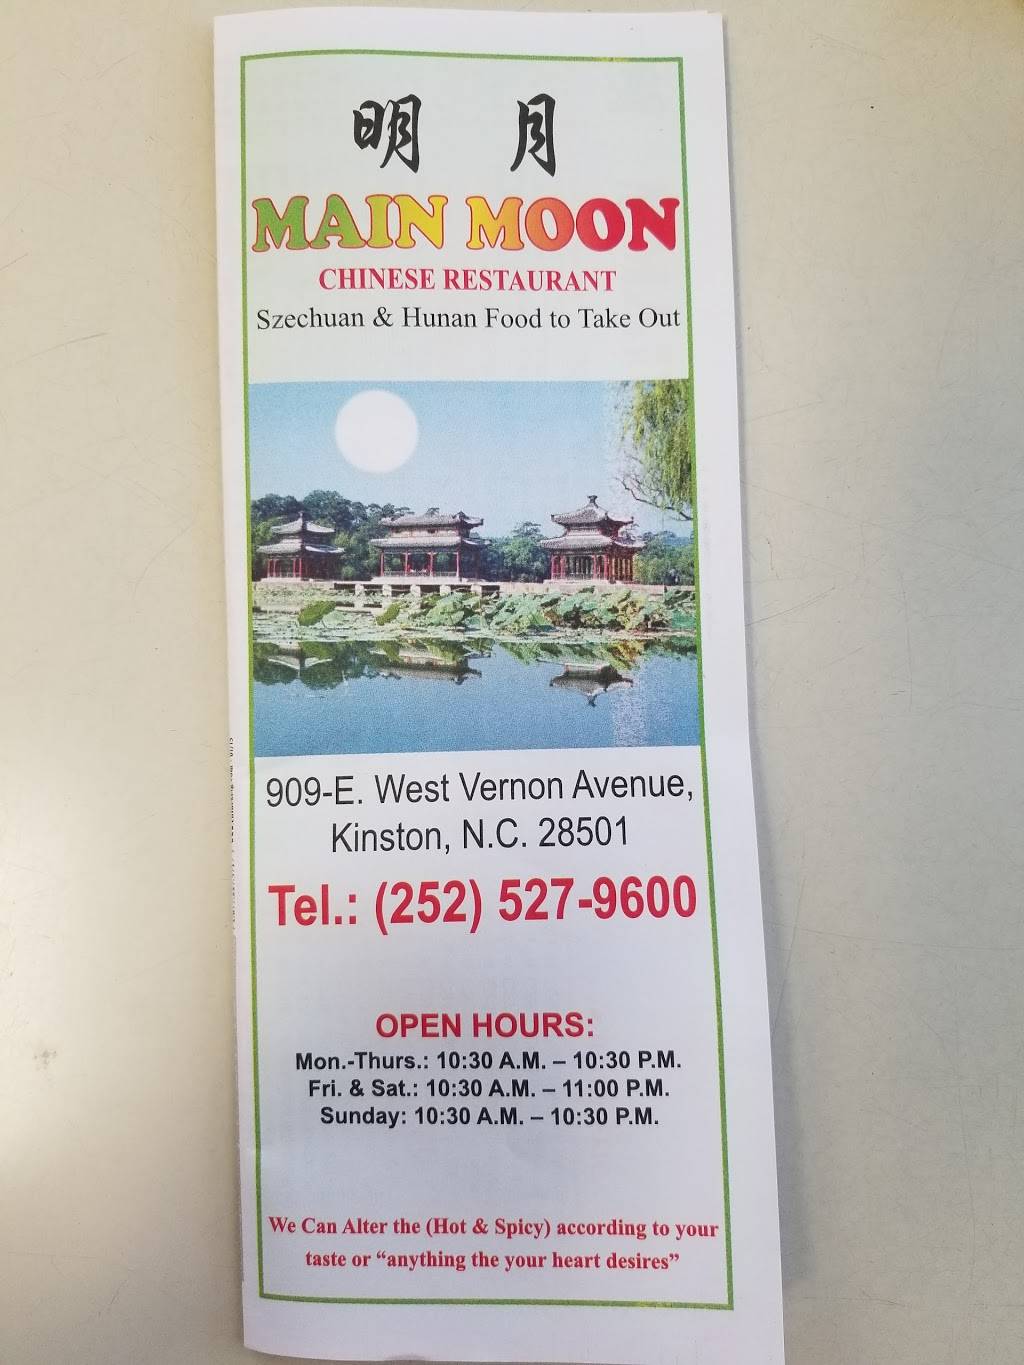 明 月
MAIN MOON
CHINESE RESTAURANT
Szechuan & Hunan Food to Take Out
909-E. West Vernon Avenue,
Kinston, N.C. 28501
Tel.: (252) 527-9600
OPEN HOURS:
Mon.-Thurs.: 10:30 A.M. – 10:30 P.M.
Fri. & Sat.: 10:30 A.M. – 11:00 P.M.
Sunday: 10:30 A.M. – 10:30 P.M.
We Can Alter the (Hot & Spicy) according to your
taste or “anything the your heart desires”